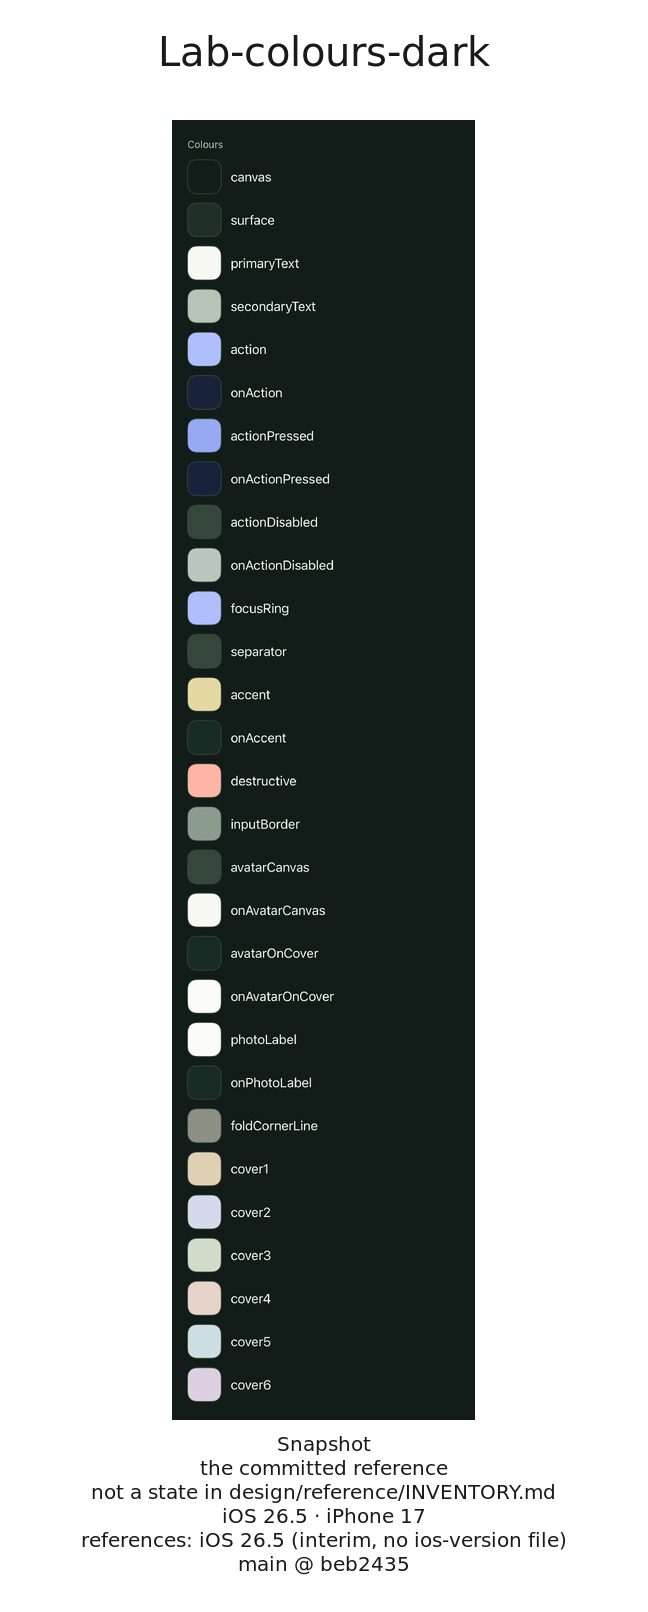 Lab-colours-dark
Colours
canvas
surface
primaryText
secondaryText
action
onAction
actionPressed
onActionPressed
actionDisabled
onActionDisabled
focusRing
separator
accent
onAccent
destructive
inputBorder
avatarCanvas
onAvatarCanvas
avatarOnCover
onAvatarOnCover
photoLabel
onPhotoLabel
foldCornerLine
cover1
cover2
cover3
cover4
cover5
cover6
Snapshot
the committed reference
not a state in design/reference/INVENTORY.md
iOS 26.5 · iPhone 17
references: iOS 26.5 (interim, no ios-version file)
main @ beb2435